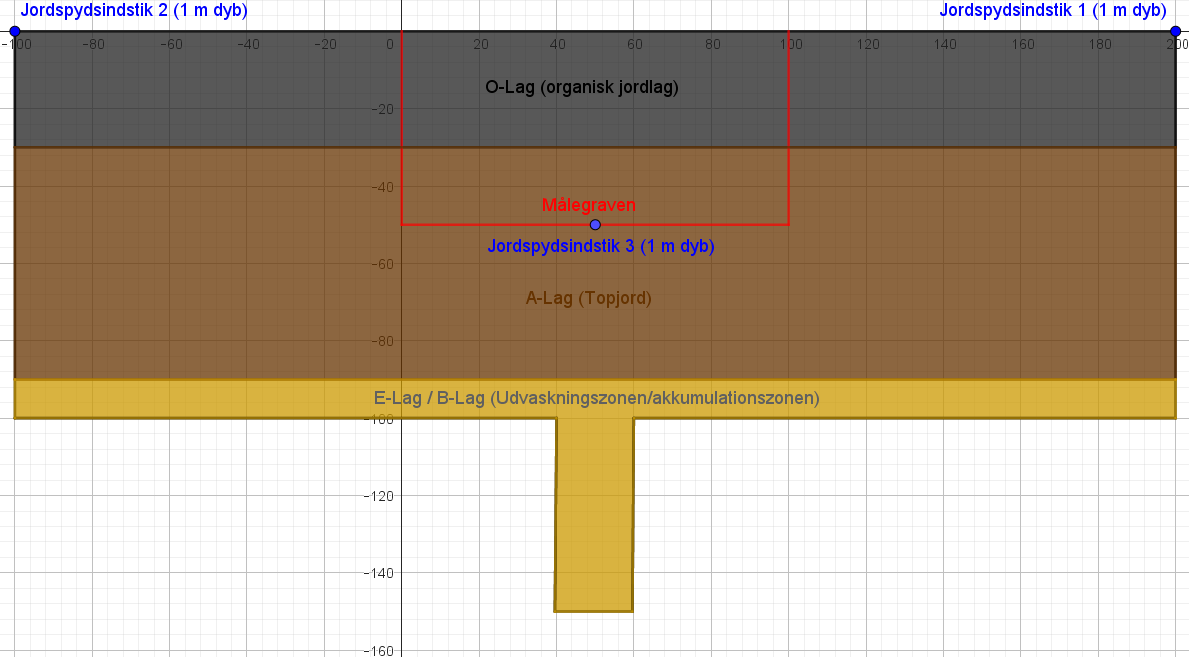 Jordspydsindstik 2 (1 m dyb)
Jordspydsindstik 1 (1 m dyb)
-100 -80 -60 -40 -20 0 20 40 60 80 100 120 140 160 180 200
O-Lag (organisk jordlag)
-20
-40
Målegraven
Jordspydsindstik 3 (1 m dyb)
-60
A-Lag (Topjord)
-80
E-Lag / B-Lag (Udvaskningszonen/akkumulationszonen)
-100
-120
-140
-160